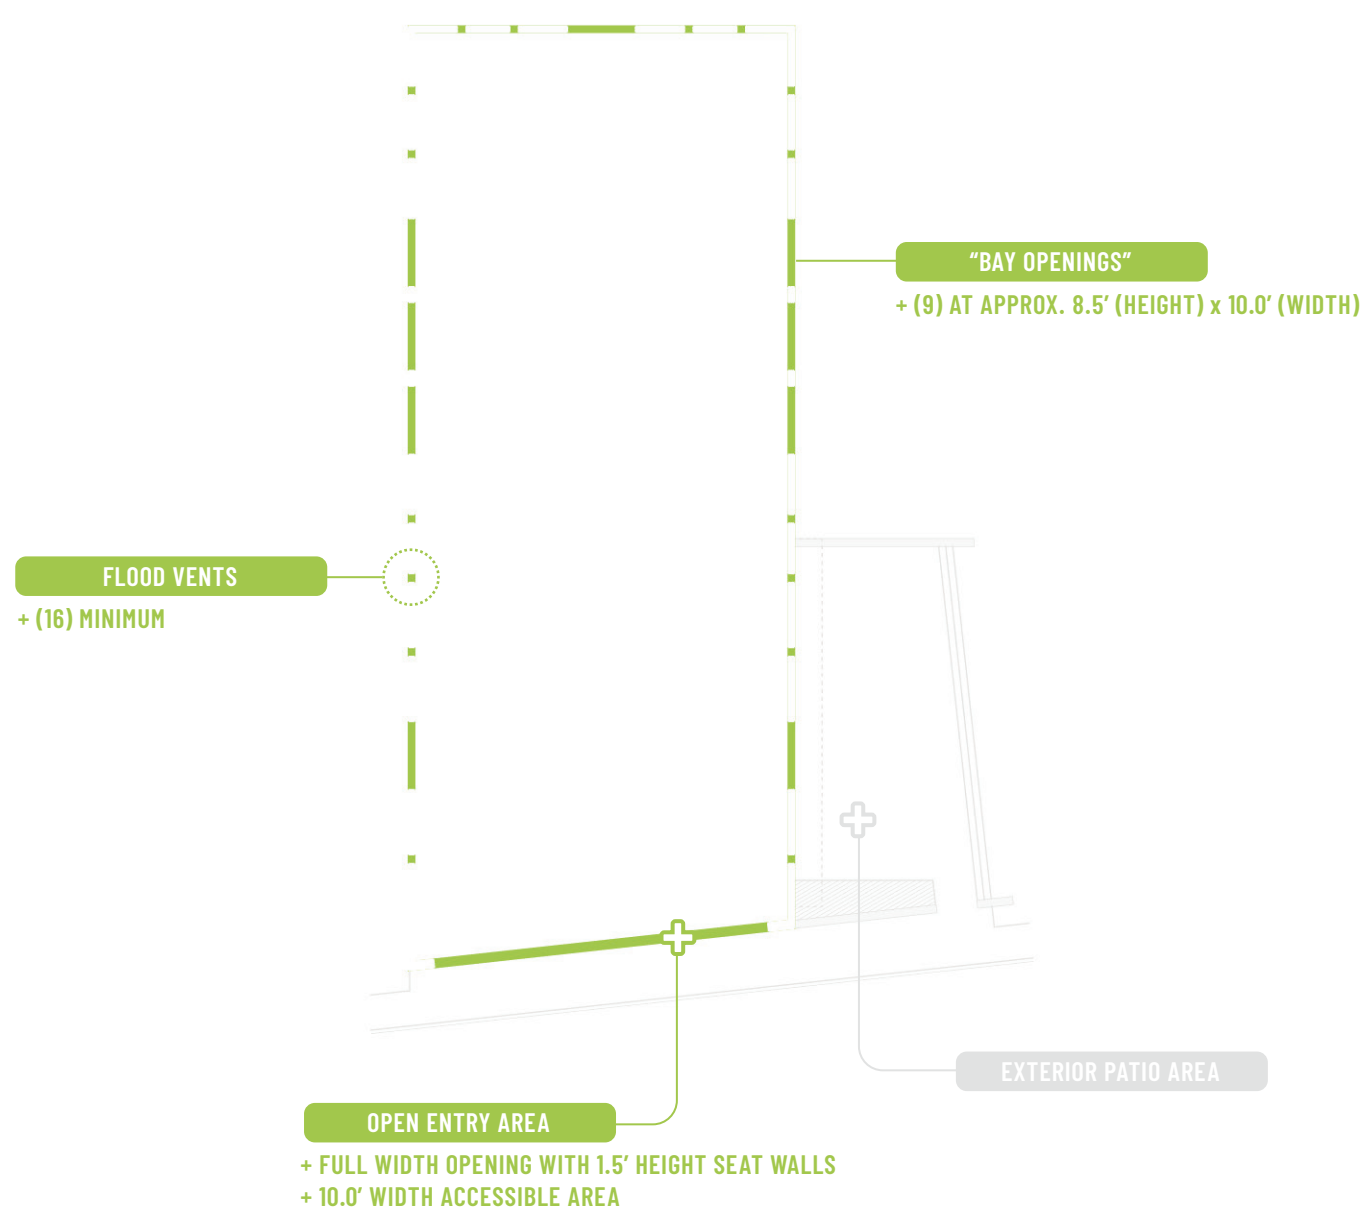 “BAY OPENINGS”
+ (9) AT APPROX. 8.5’ (HEIGHT) x 10.0’ (WIDTH)
FLOOD VENTS
+ (16) MINIMUM
EXTERIOR PATIO AREA
OPEN ENTRY AREA
+ FULL WIDTH OPENING WITH 1.5’ HEIGHT SEAT WALLS
+ 10.0’ WIDTH ACCESSIBLE AREA